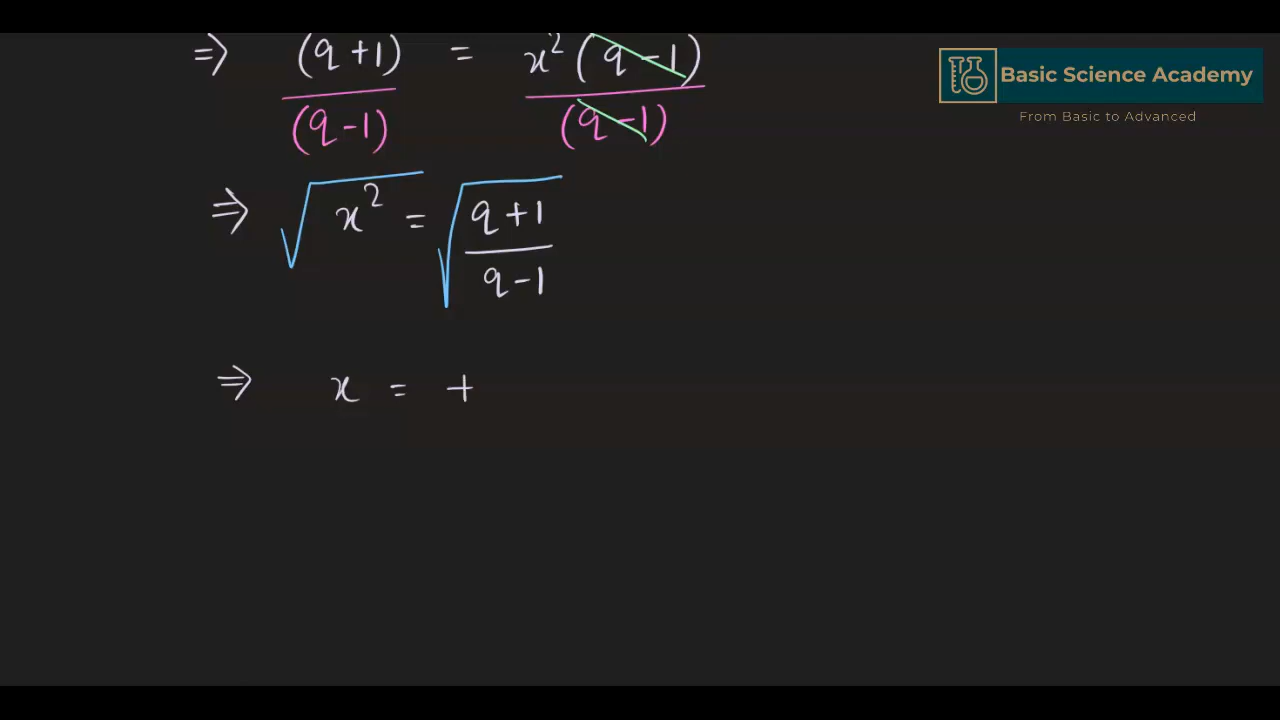 ⇒ (q+1)/(q-1) = x²(q-1)/(q-1)
Basic Science Academy
From Basic to Advanced
⇒ √x² = √((q+1)/(q-1))
⇒ x = +